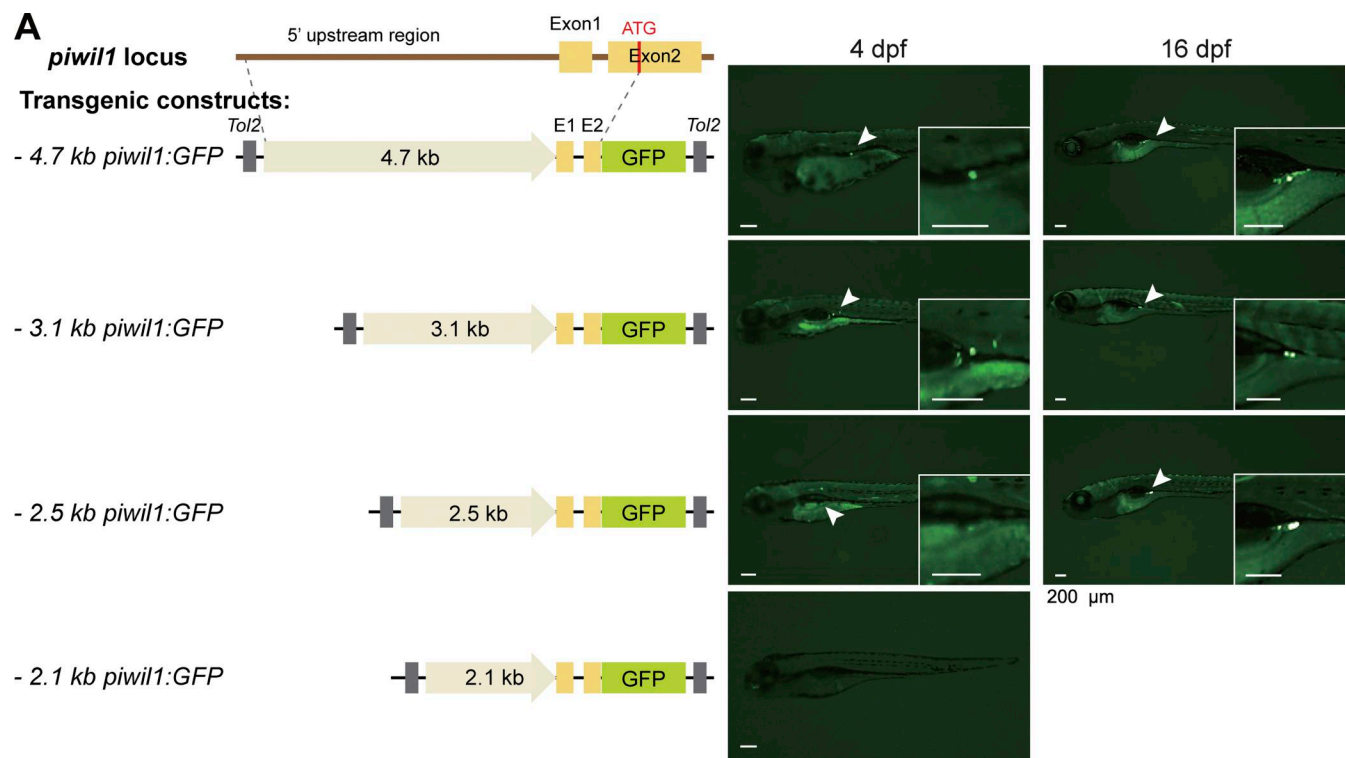 A
piwil1 locus
5' upstream region
Exon1
ATG
Exon2
4 dpf
16 dpf
Transgenic constructs:
Tol2
E1 E2
Tol2
- 4.7 kb piwil1:GFP
4.7 kb
GFP
- 3.1 kb piwil1:GFP
3.1 kb
GFP
- 2.5 kb piwil1:GFP
2.5 kb
GFP
200 µm
- 2.1 kb piwil1:GFP
2.1 kb
GFP